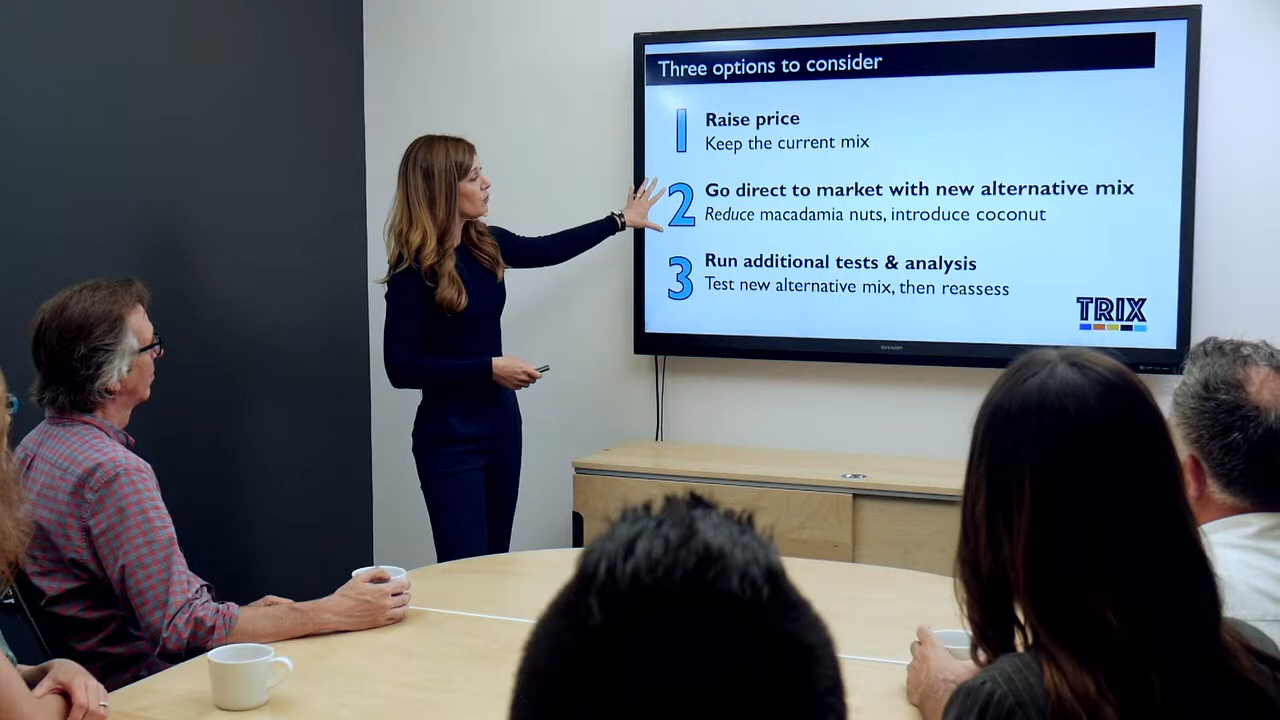 Three options to consider
1 Raise price
Keep the current mix
2 Go direct to market with new alternative mix
Reduce macadamia nuts, introduce coconut
3 Run additional tests & analysis
Test new alternative mix, then reassess
TRIX
SHARP